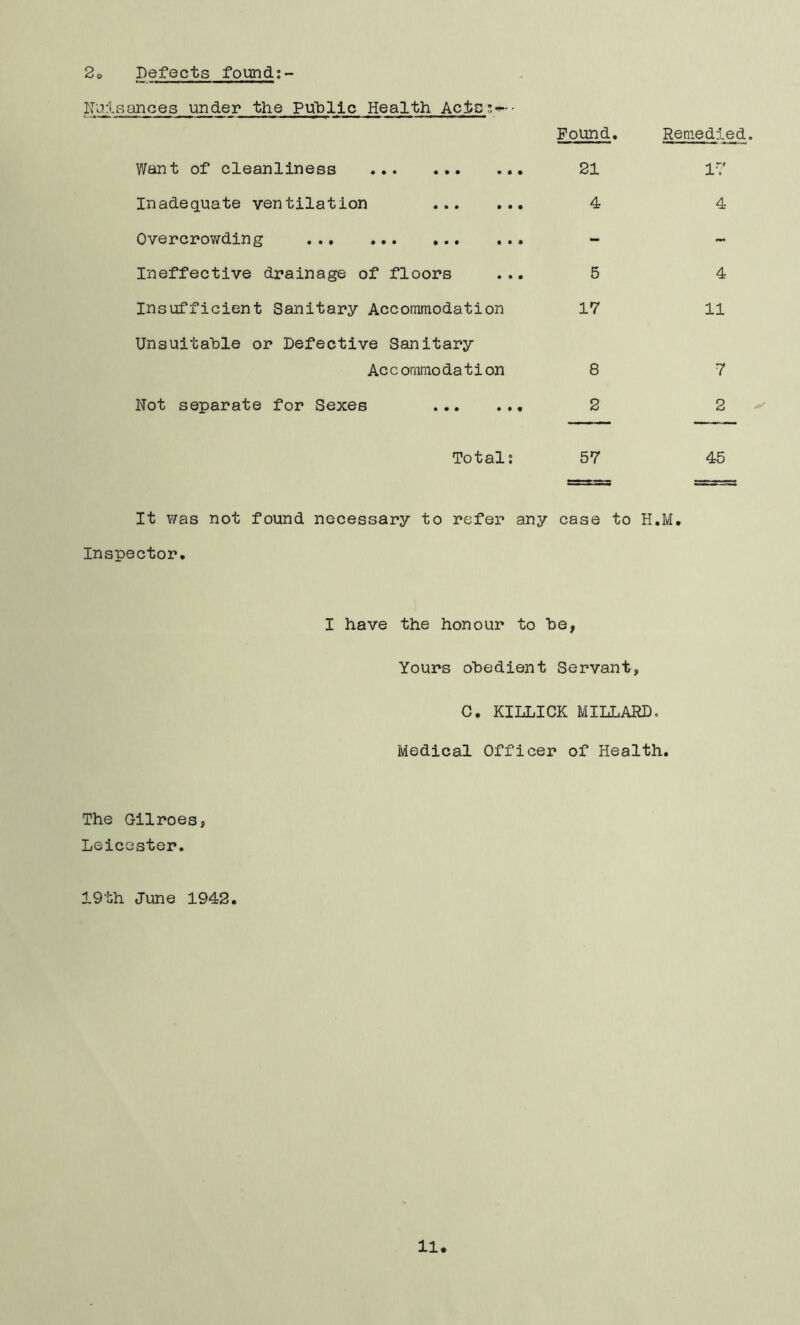 2. Defects found:-
Nuisances under the Public Health Acts:-
Found. Remedied.
Want of cleanliness ... ... ... 21 17
Inadequate ventilation ... ... 4 4
Overcrowding ... ... ... ... - -
Ineffective drainage of floors ... 5 4
Insufficient Sanitary Accommodation 17 11
Unsuitable or Defective Sanitary
Accommodation 8 7
Not separate for Sexes ... ... 2 2
Total: 57 45
It was not found necessary to refer any case to H.M.
Inspector.
I have the honour to be,
Yours obedient Servant,
C. KILLICK MILLARD.
Medical Officer of Health.
The Gilroes,
Leicester.
19th June 1942.
11.